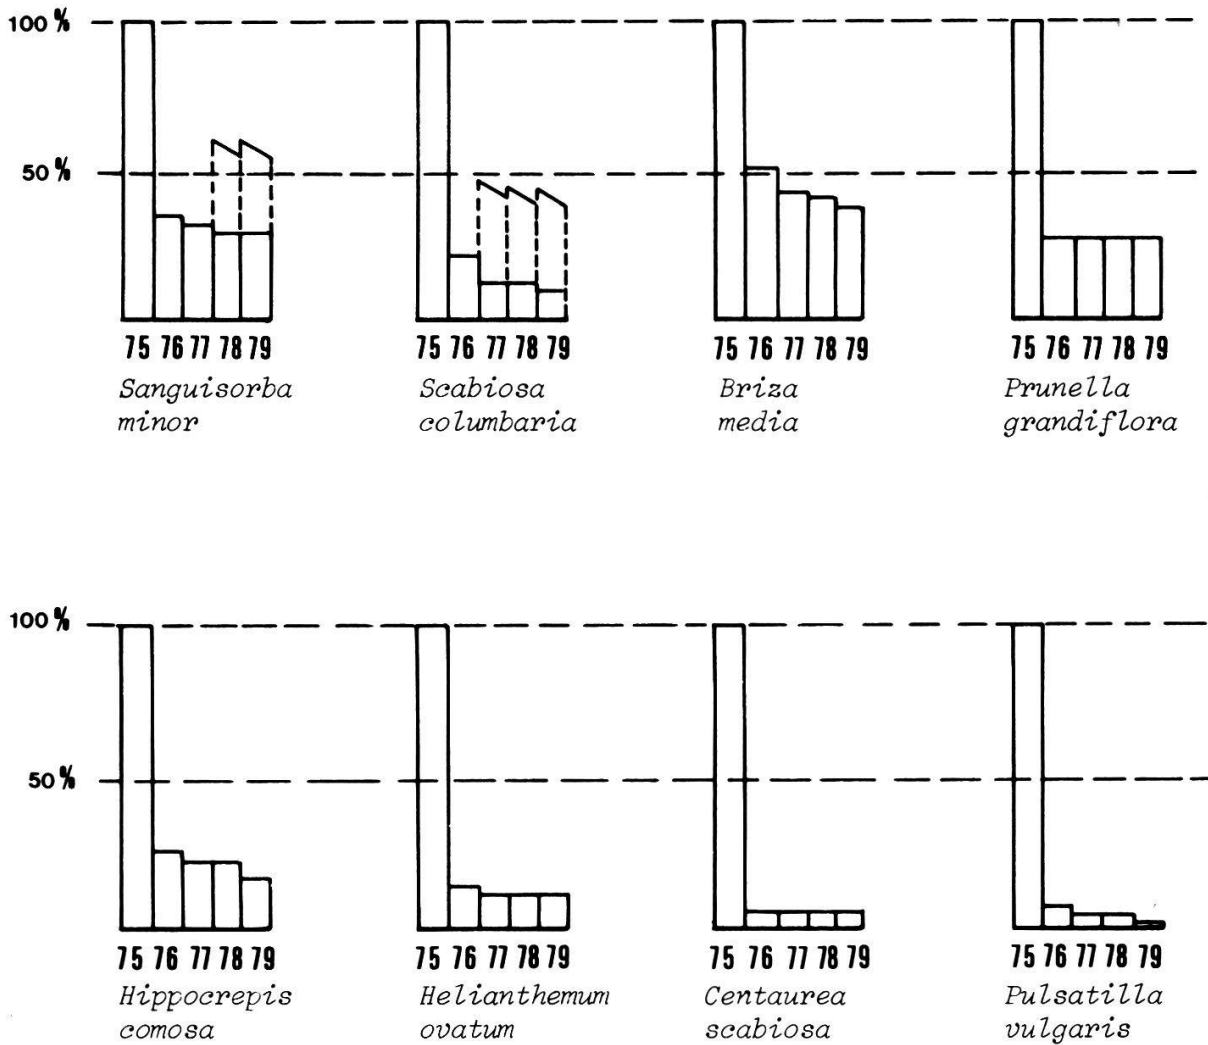 100 %
50 %
75 76 77 78 79 75 76 77 78 79 75 76 77 78 79 75 76 77 78 79
Sanguisorba Scabiosa Briza Prunella
minor columbaria media grandiflora
100 %
50 %
75 76 77 78 79 75 76 77 78 79 75 76 77 78 79 75 76 77 78 79
Hippocrepis Helianthemum Centaurea Pulsatilla
comosa ovatum scabiosa vulgaris